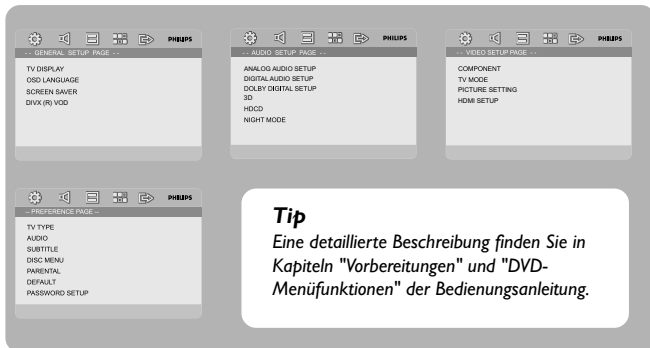 PHILIPS
- - GENERAL SETUP PAGE - -
TV DISPLAY
OSD LANGUAGE
SCREEN SAVER
DIVX (R) VOD
PHILIPS
- - AUDIO SETUP PAGE - -
ANALOG AUDIO SETUP
DIGITAL AUDIO SETUP
DOLBY DIGITAL SETUP
3D
HDCD
NIGHT MODE
PHILIPS
- - VIDEO SETUP PAGE - -
COMPONENT
TV MODE
PICTURE SETTING
HDMI SETUP
PHILIPS
-- PREFERENCE PAGE --
TV TYPE
AUDIO
SUBTITLE
DISC MENU
PARENTAL
DEFAULT
PASSWORD SETUP
Tip
Eine detaillierte Beschreibung finden Sie in
Kapiteln "Vorbereitungen" und "DVD-
Menüfunktionen" der Bedienungsanleitung.